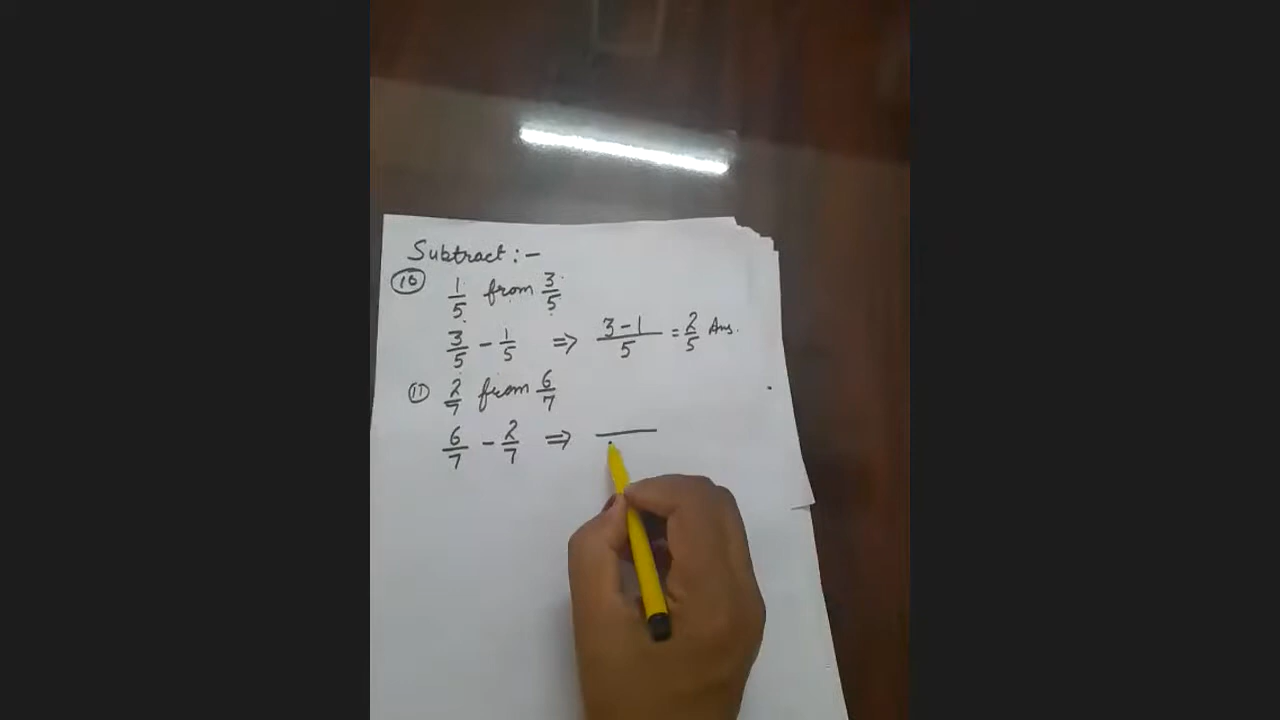 Subtract :-
(10) 1/5 from 3/5
3/5 - 1/5 ⇒ 3-1/5 = 2/5 Ans.
(11) 2/7 from 6/7
6/7 - 2/7 ⇒